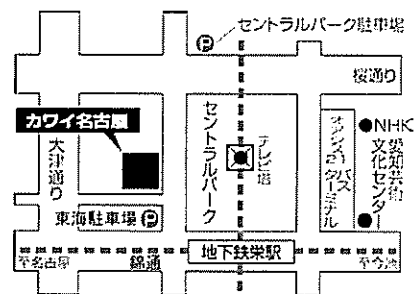 Ⓟセントラルパーク駐車場
桜通り
カワイ名古屋
大津通り
セントラルパーク
テレビ塔
オアシス21
バスターミナル
NHK
愛知芸術
文化センター
東海駐車場Ⓟ
地下鉄栄駅
至名古屋
錦通
至今池